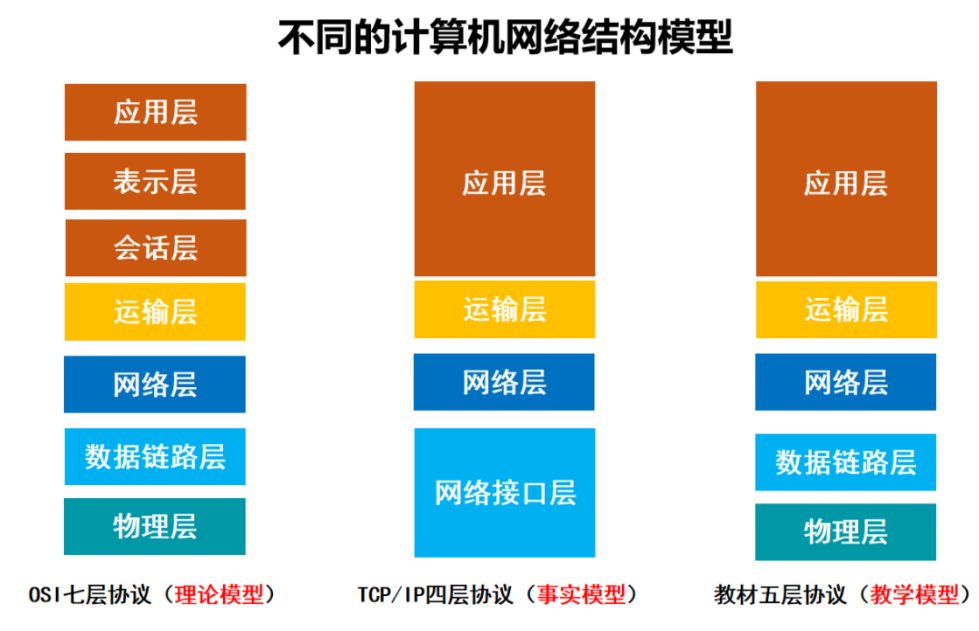 不同的计算机网络结构模型
应用层
表示层
会话层
运输层
网络层
数据链路层
物理层
OSI七层协议（理论模型）
应用层
运输层
网络层
网络接口层
TCP/IP四层协议（事实模型）
应用层
运输层
网络层
数据链路层
物理层
教材五层协议（教学模型）